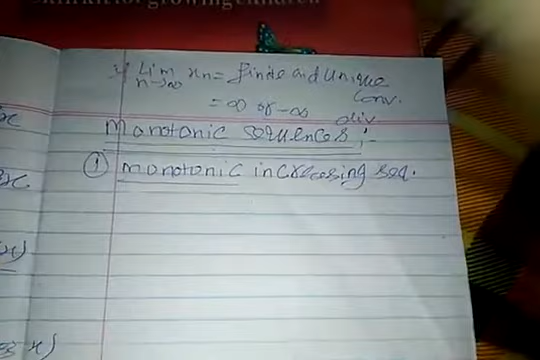 Lim xn = finite and unique
n→∞ conv.
= ∞ or -∞
div
monotonic sequences :-
① monotonic increasing seq.
x)